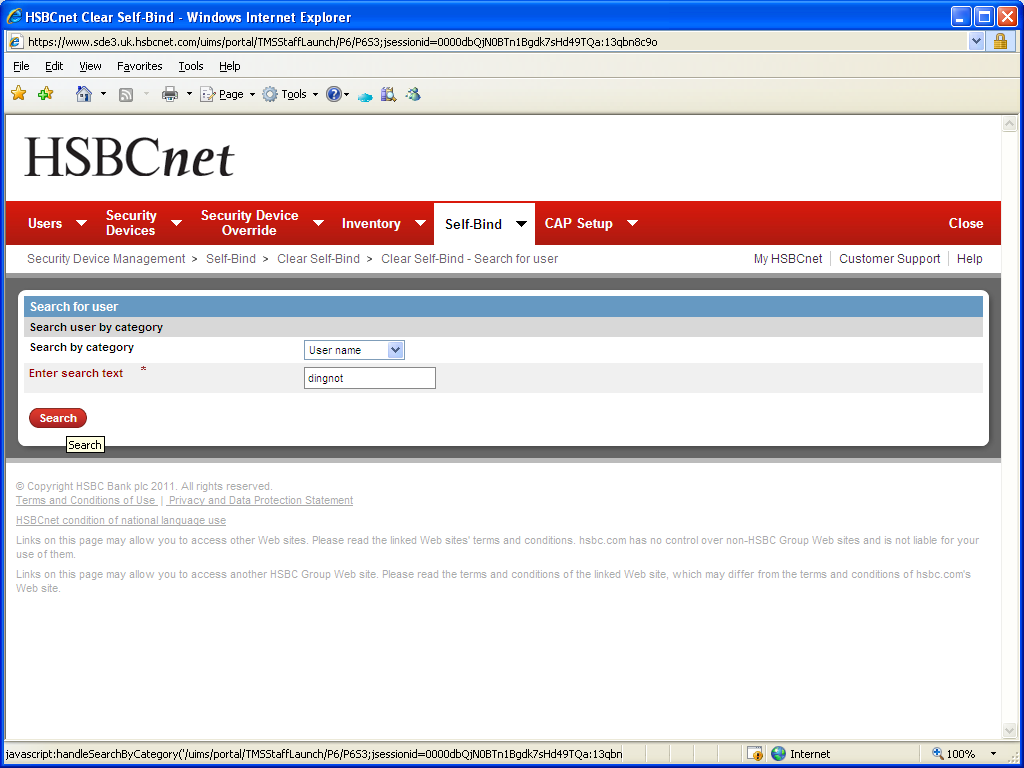 HSBCnet Clear Self-Bind - Windows Internet Explorer
https://www.sde3.uk.hsbcnet.com/uims/portal/TMSStaffLaunch/P6/P6S3;jsessionid=0000dbQjN0BTn1Bgdk7sHd49TQa:13qbn8c9o
File Edit View Favorites Tools Help
Page Tools
HSBCnet
Users Security Devices Security Device Override Inventory Self-Bind CAP Setup Close
Security Device Management > Self-Bind > Clear Self-Bind > Clear Self-Bind - Search for user My HSBCnet Customer Support Help
Search for user
Search user by category
Search by category User name
Enter search text * dingnot
Search
Search
© Copyright HSBC Bank plc 2011. All rights reserved.
Terms and Conditions of Use | Privacy and Data Protection Statement
HSBCnet condition of national language use
Links on this page may allow you to access other Web sites. Please read the linked Web sites' terms and conditions. hsbc.com has no control over non-HSBC Group Web sites and is not liable for your
use of them.
Links on this page may allow you to access another HSBC Group Web site. Please read the terms and conditions of the linked Web site, which may differ from the terms and conditions of hsbc.com's
Web site.
javascript:handleSearchByCategory('/uims/portal/TMSStaffLaunch/P6/P6S3;jsessionid=0000dbQjN0BTn1Bgdk7sHd49TQa:13qbn Internet 100%